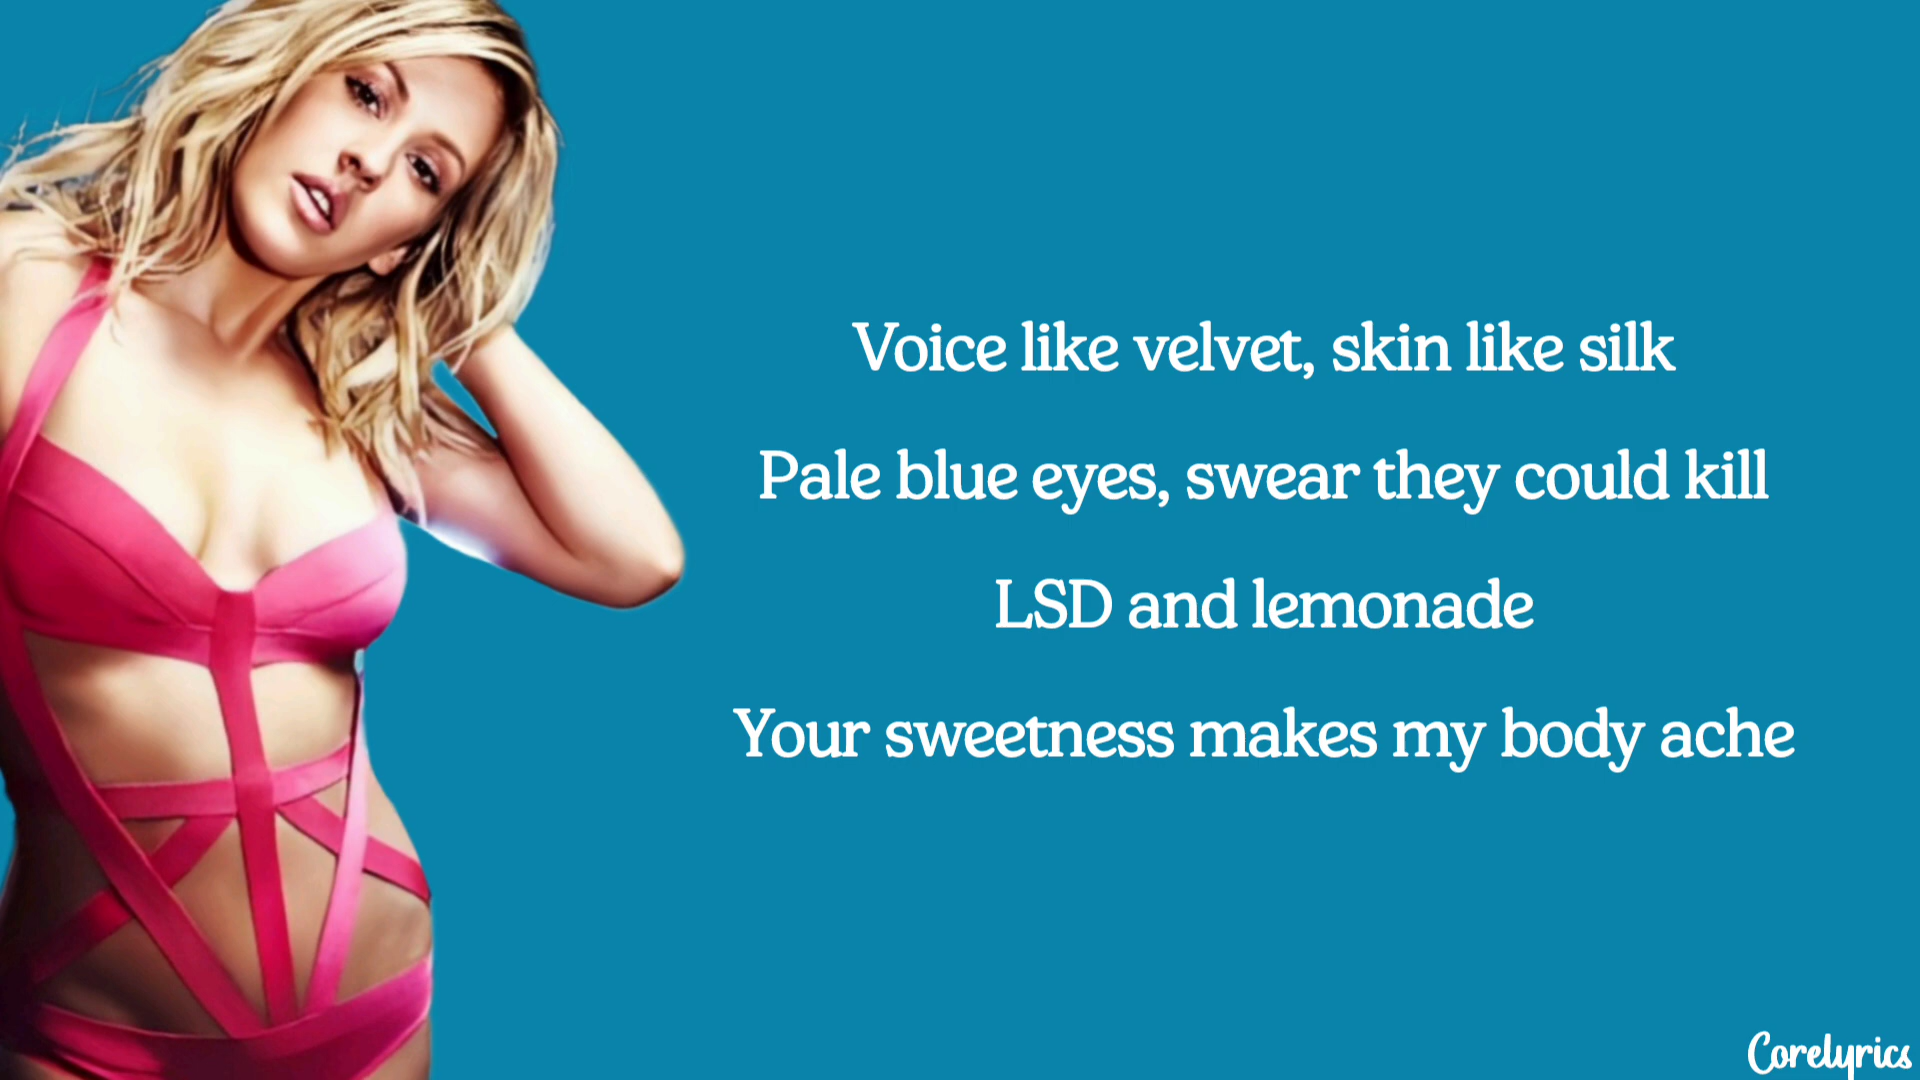 Voice like velvet, skin like silk
Pale blue eyes, swear they could kill
LSD and lemonade
Your sweetness makes my body ache
Corelyrics